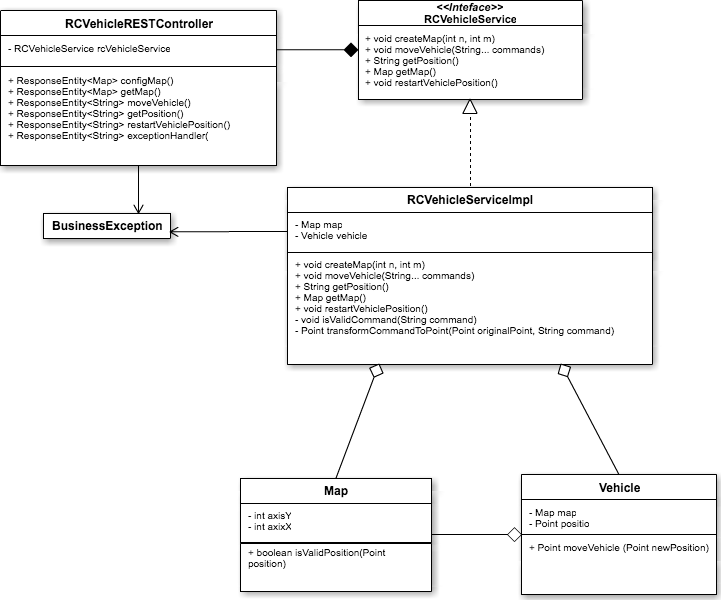 RCVehicleRESTController
- RCVehicleService rcVehicleService
+ ResponseEntity<Map> configMap()
+ ResponseEntity<Map> getMap()
+ ResponseEntity<String> moveVehicle()
+ ResponseEntity<String> getPosition()
+ ResponseEntity<String> restartVehiclePosition()
+ ResponseEntity<String> exceptionHandler(
<<Inteface>>
RCVehicleService
+ void createMap(int n, int m)
+ void moveVehicle(String... commands)
+ String getPosition()
+ Map getMap()
+ void restartVehiclePosition()
BusinessException
RCVehicleServiceImpl
- Map map
- Vehicle vehicle
+ void createMap(int n, int m)
+ void moveVehicle(String... commands)
+ String getPosition()
+ Map getMap()
+ void restartVehiclePosition()
- void isValidCommand(String command)
- Point transformCommandToPoint(Point originalPoint, String command)
Map
- int axisY
- int axixX
+ boolean isValidPosition(Point
position)
Vehicle
- Map map
- Point positio
+ Point moveVehicle (Point newPosition)